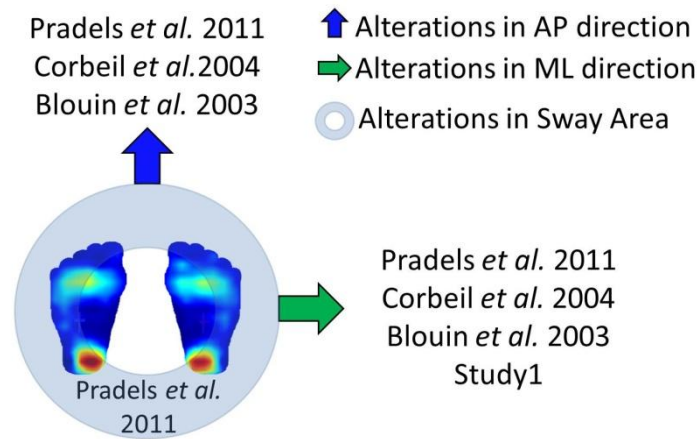 Pradels et al. 2011
Corbeil et al.2004
Blouin et al. 2003
Alterations in AP direction
Alterations in ML direction
Alterations in Sway Area
Pradels et al. 2011
Corbeil et al. 2004
Blouin et al. 2003
Study1
Pradels et al.
2011